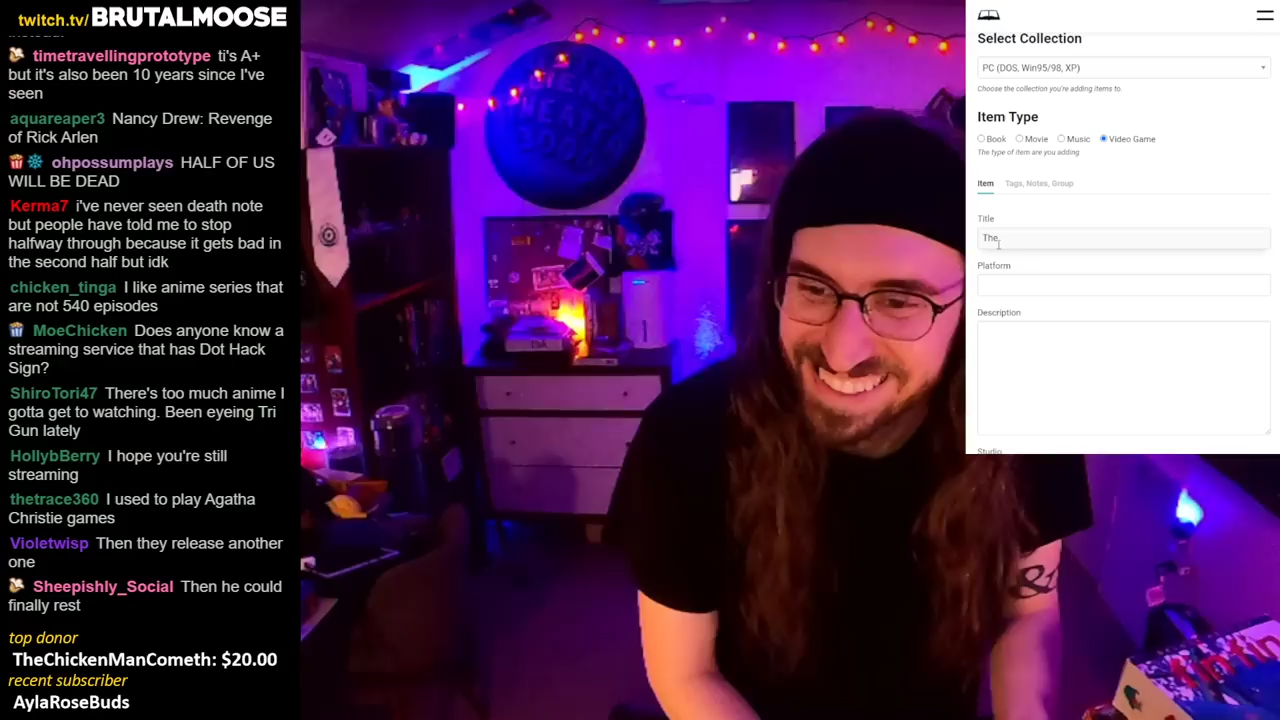 twitch.tv/BRUTALMOOSE
timetravellingprototype ti's A+
but it's also been 10 years since I've
seen
aquareaper3 Nancy Drew: Revenge
of Rick Arlen
ohpossumplays HALF OF US
WILL BE DEAD
Kerma7 i've never seen death note
but people have told me to stop
halfway through because it gets bad in
the second half but idk
chicken_tinga I like anime series that
are not 540 episodes
MoeChicken Does anyone know a
streaming service that has Dot Hack
Sign?
ShiroTori47 There's too much anime I
gotta get to watching. Been eyeing Tri
Gun lately
HollybBerry I hope you're still
streaming
thetrace360 I used to play Agatha
Christie games
Violetwisp Then they release another
one
Sheepishly_Social Then he could
finally rest
top donor
TheChickenManCometh: $20.00
recent subscriber
AylaRoseBuds
&
finfin
Select Collection
PC (DOS, Win95/98, XP)
Choose the collection you're adding items to.
Item Type
Book Movie Music Video Game
The type of item are you adding
Item Tags, Notes, Group
Title
The
Platform
Description
Studio